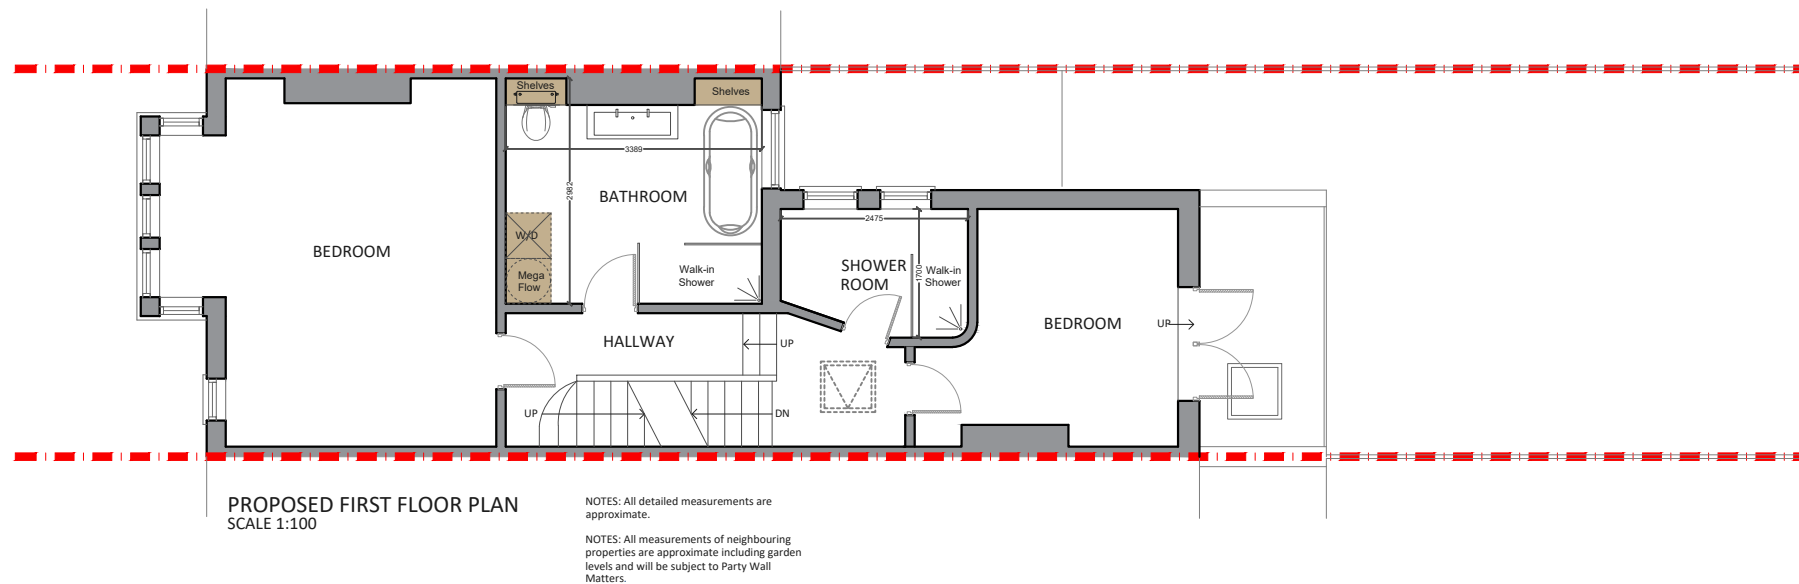 Shelves
Shelves
3389
2982
BATHROOM
2475
W/D
BEDROOM
SHOWER
ROOM
1700
Walk-in
Shower
Walk-in
Shower
Mega
Flow
BEDROOM
UP
HALLWAY
UP
UP
DN
PROPOSED FIRST FLOOR PLAN
SCALE 1:100
NOTES: All detailed measurements are
approximate.
NOTES: All measurements of neighbouring
properties are approximate including garden
levels and will be subject to Party Wall
Matters.